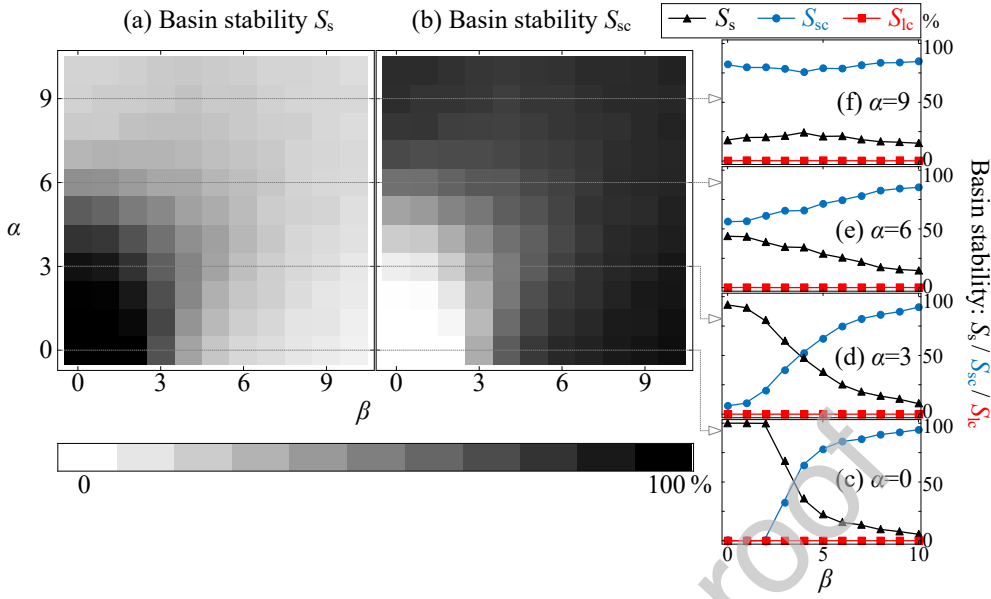 (a) Basin stability Ss
(b) Basin stability Ssc
Ss Ssc Slc
%
9
6
3
0
α
0 3 6 9
0 3 6 9
β
0 100 %
(f) α=9
100
50
0
(e) α=6
100
50
0
(d) α=3
100
50
0
(c) α=0
100
50
0
0 5 10
β
Basin stability: Ss / Ssc / Slc
roof